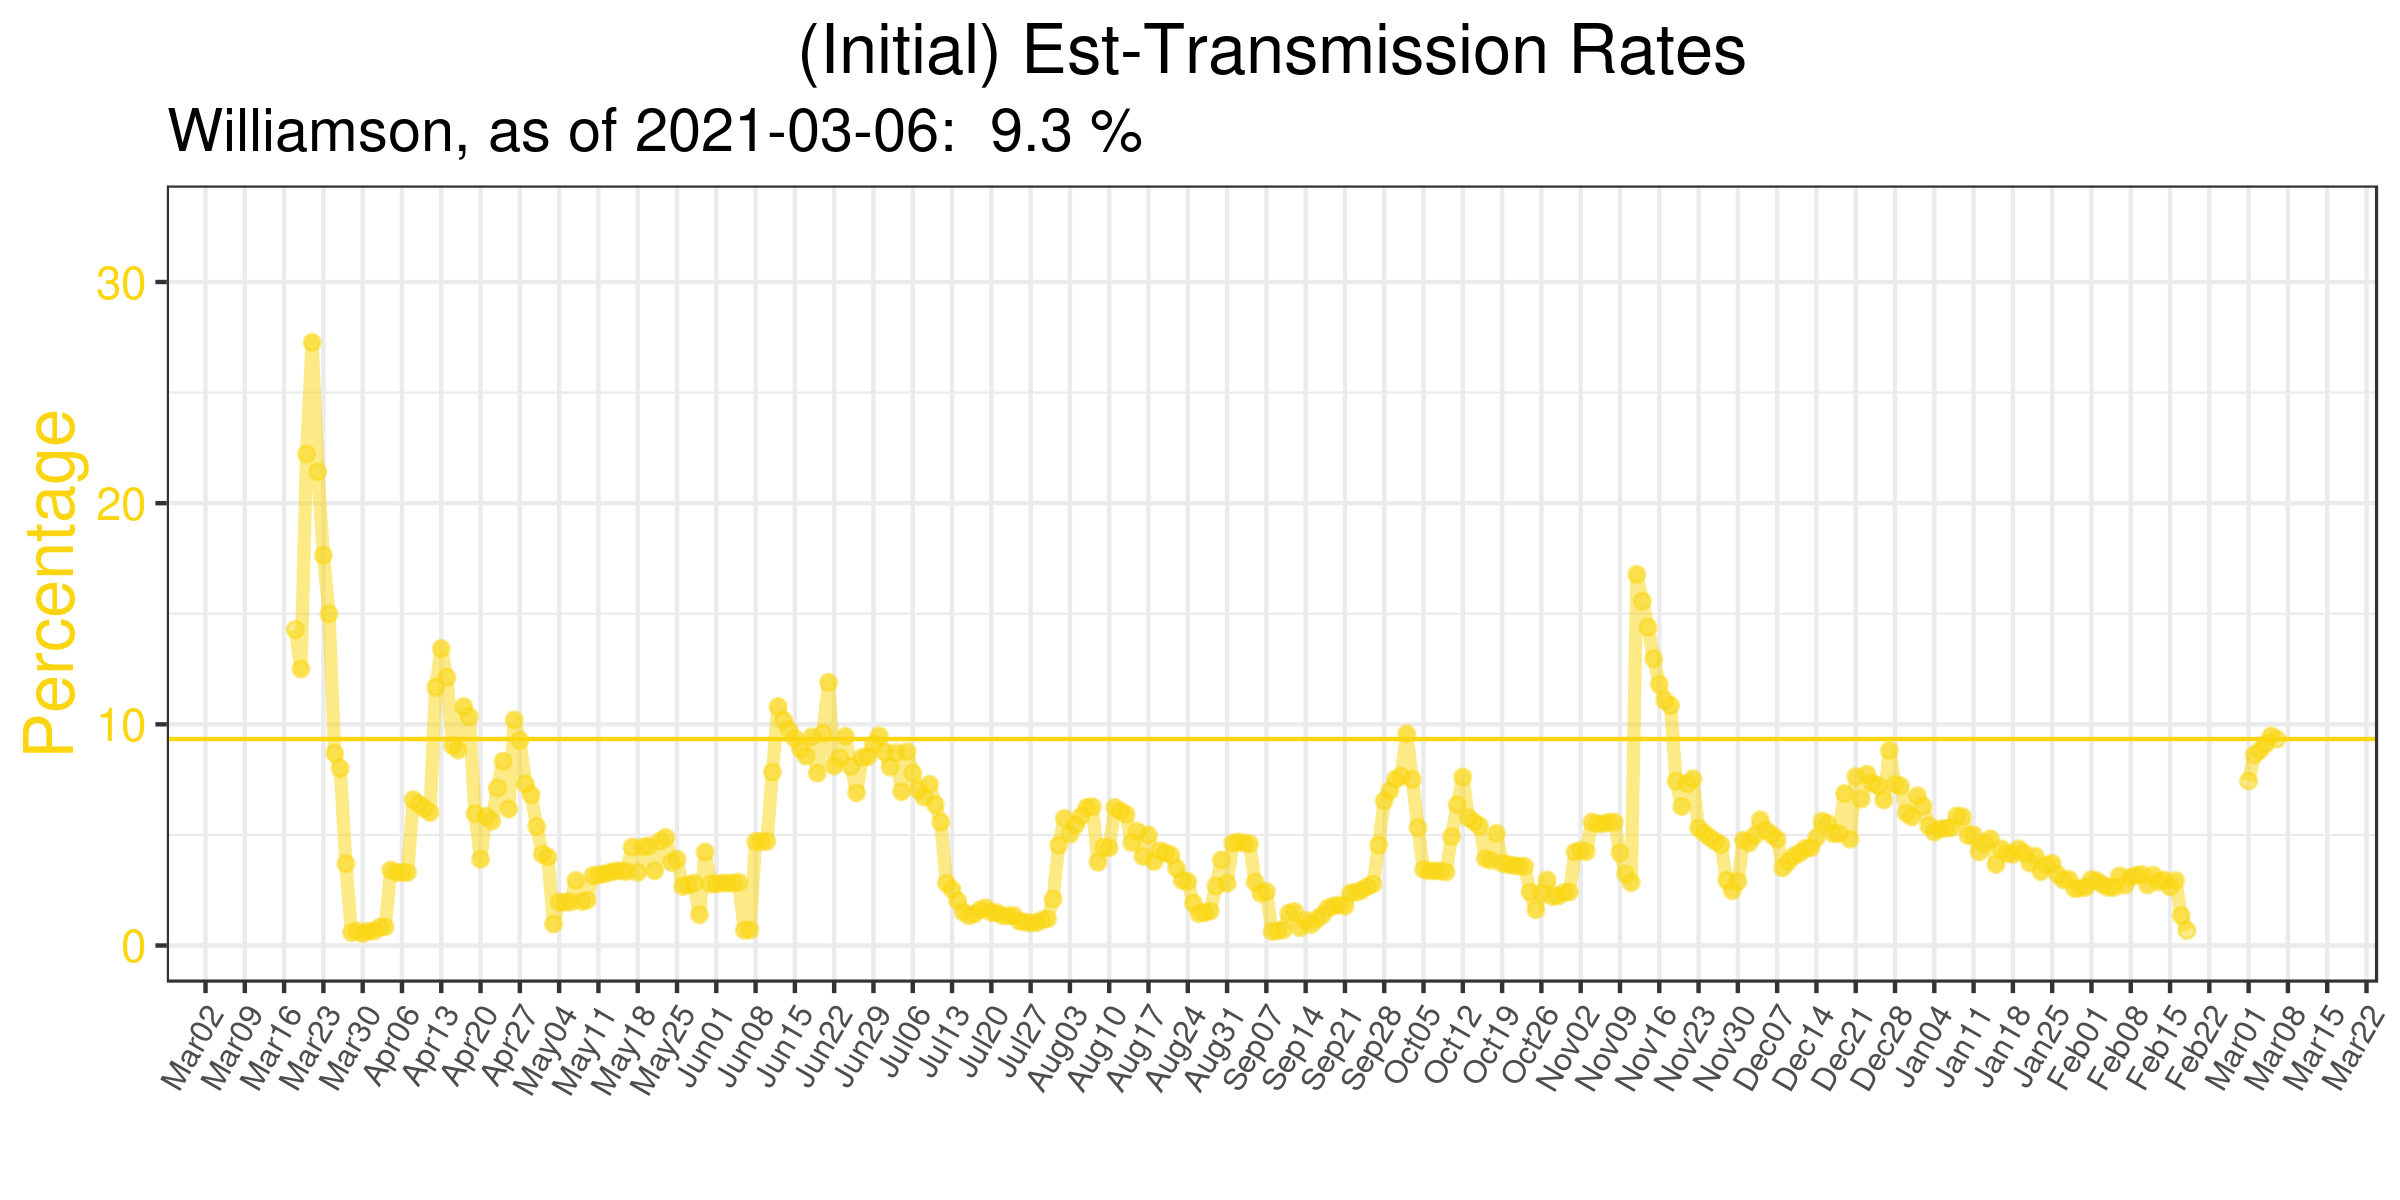 (Initial) Est-Transmission Rates
Williamson, as of 2021-03-06:  9.3 %
Percentage
30
20
10
0
Mar02
Mar09
Mar16
Mar23
Mar30
Apr06
Apr13
Apr20
Apr27
May04
May11
May18
May25
Jun01
Jun08
Jun15
Jun22
Jun29
Jul06
Jul13
Jul20
Jul27
Aug03
Aug10
Aug17
Aug24
Aug31
Sep07
Sep14
Sep21
Sep28
Oct05
Oct12
Oct19
Oct26
Nov02
Nov09
Nov16
Nov23
Nov30
Dec07
Dec14
Dec21
Dec28
Jan04
Jan11
Jan18
Jan25
Feb01
Feb08
Feb15
Feb22
Mar01
Mar08
Mar15
Mar22